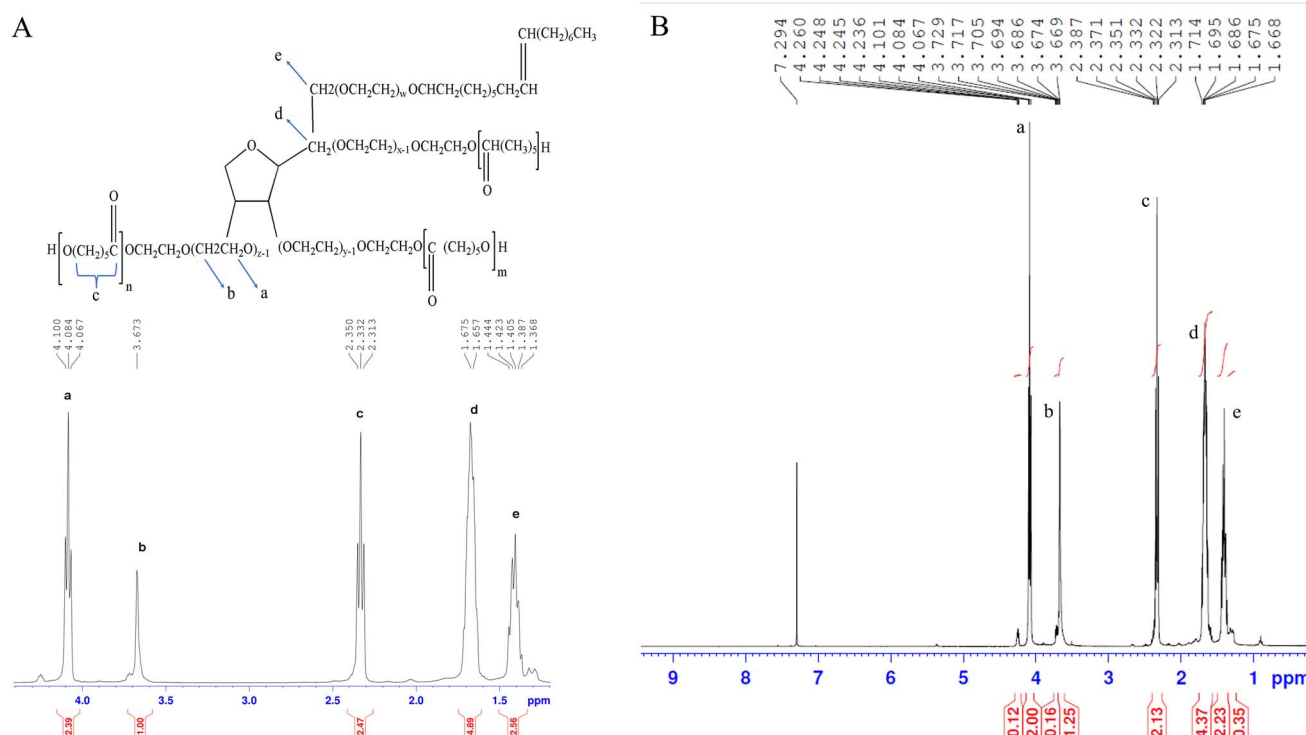 A
CH(CH2)6CH3
e
CH2(OCH2CH2)w OCHCH2(CH2)5CH2CH
d
O
CH2(OCH2CH2)x-1 OCH2CH2O[CH(CH3)5]H
O
O
H[O(CH2)5C]n OCH2CH2O(CH2CH2O)z-1 (OCH2CH2)y-1OCH2CH2O[C (CH2)5O]m H
c
b
a
O
4.100
4.084
4.067
3.673
2.350
2.332
2.313
1.675
1.657
1.444
1.423
1.405
1.387
1.368
a
b
c
d
e
4.0 3.5 3.0 2.5 2.0 1.5 ppm
2.39 1.00 2.47 4.89 2.56
B
7.294
4.260
4.248
4.245
4.236
4.101
4.084
4.067
3.729
3.717
3.705
3.694
3.686
3.674
3.669
2.387
2.371
2.351
2.332
2.322
2.313
1.714
1.695
1.686
1.675
1.668
a
c
d
b
e
9 8 7 6 5 4 3 2 1 ppm
0.12 2.00 0.16 1.25 2.13 4.37 2.23 0.35